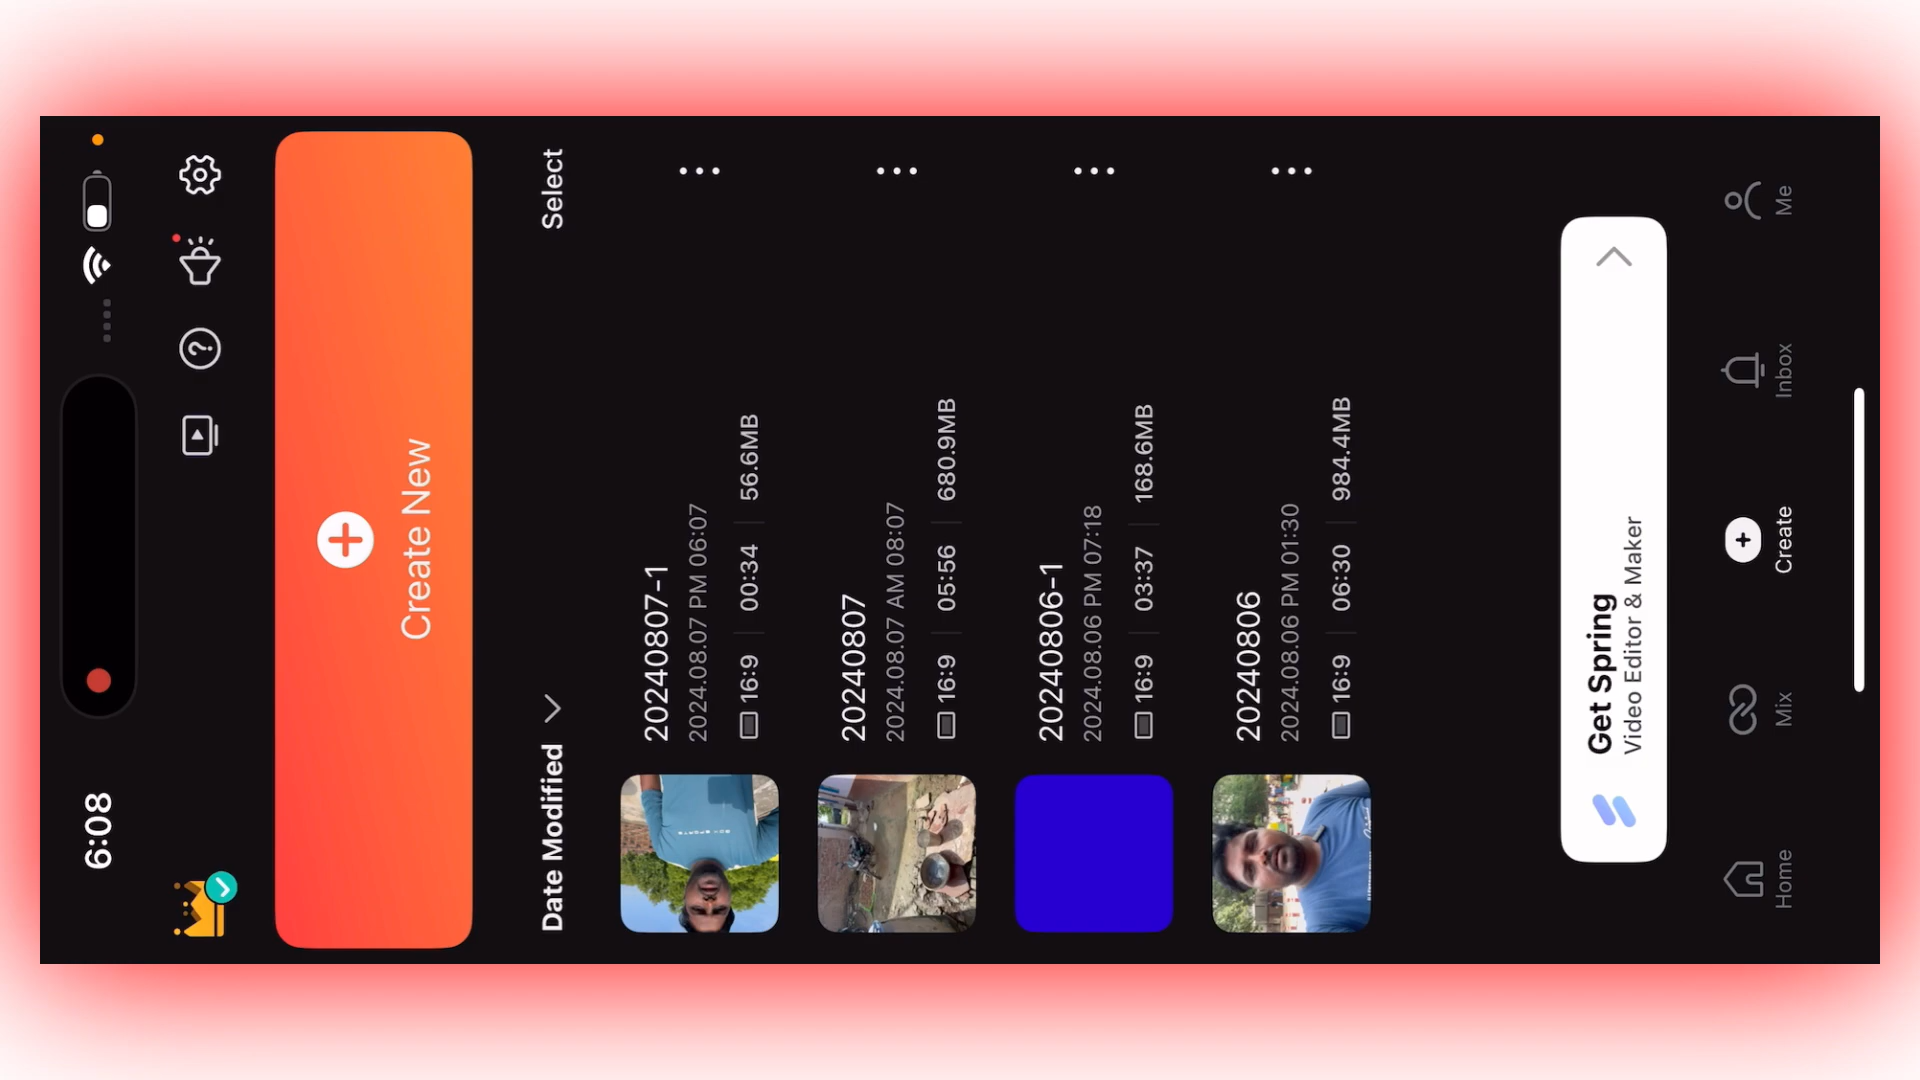 6:08
Create New
Date Modified
Select
20240807-1
2024.08.07 PM 06:07
16:9 00:34 56.6MB
20240807
2024.08.07 AM 08:07
16:9 05:56 680.9MB
20240806-1
2024.08.06 PM 07:18
16:9 03:37 168.6MB
20240806
2024.08.06 PM 01:30
16:9 06:30 984.4MB
Get Spring
Video Editor & Maker
Home
Mix
Create
Inbox
Me